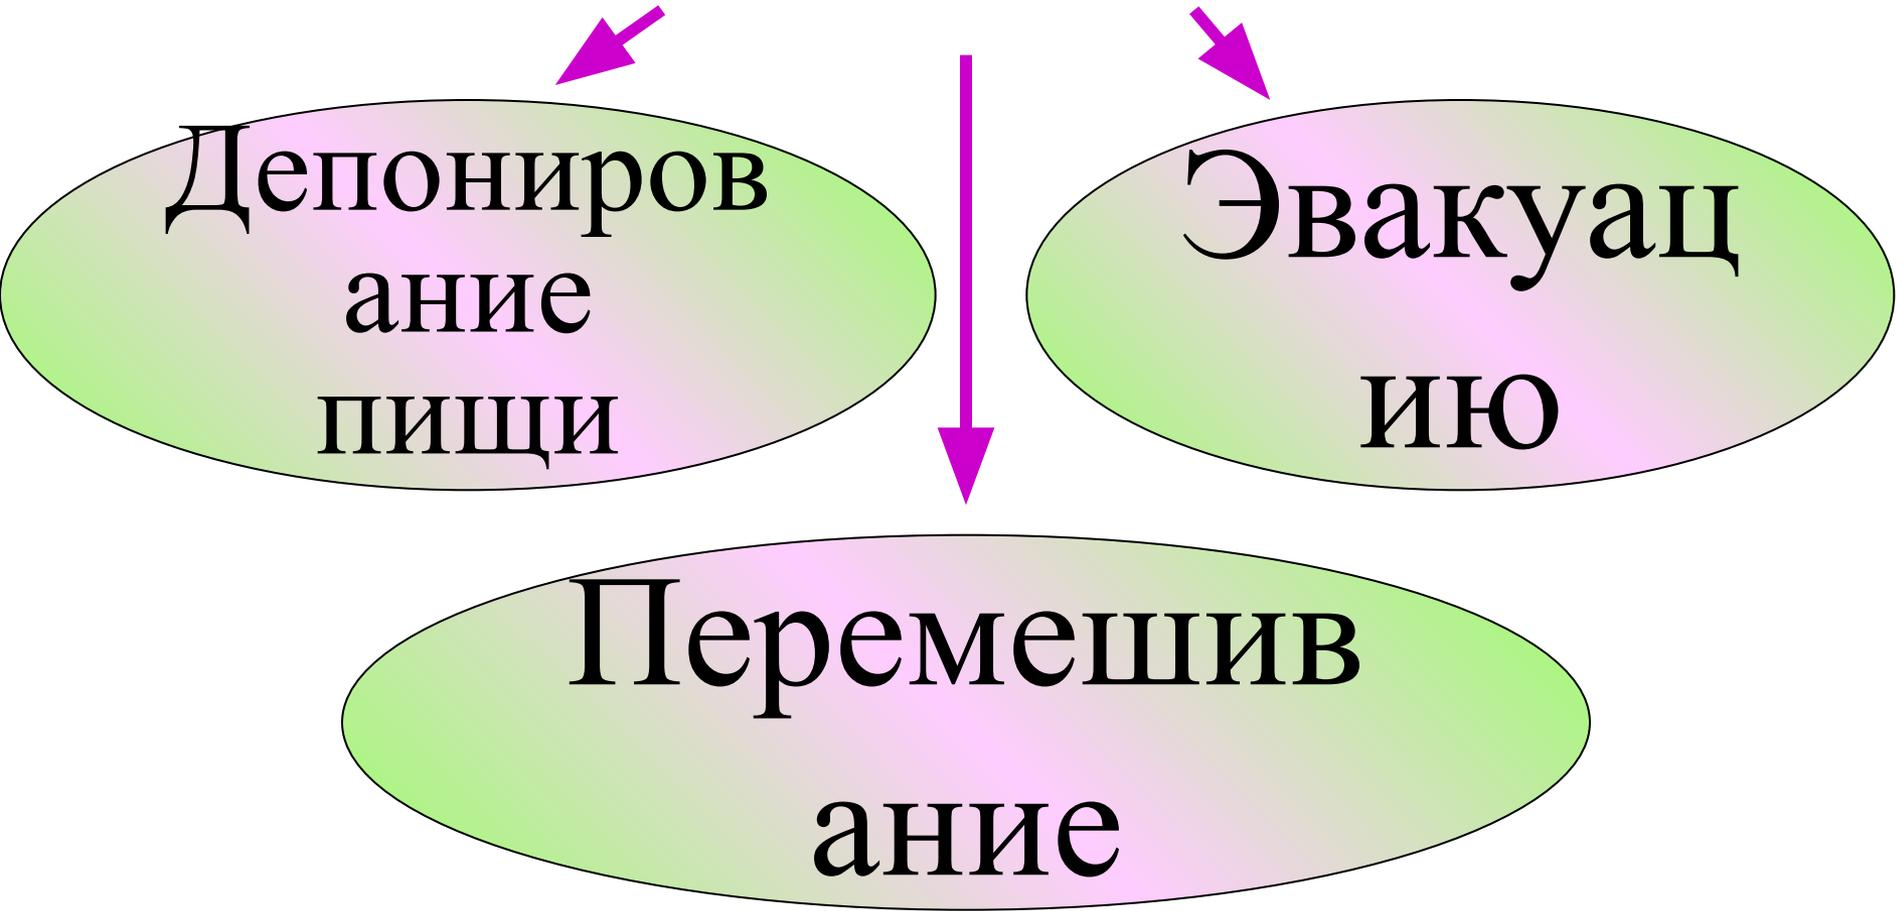 Депониров
ание
пищи
Эвакуац
ию
Перемешив
ание